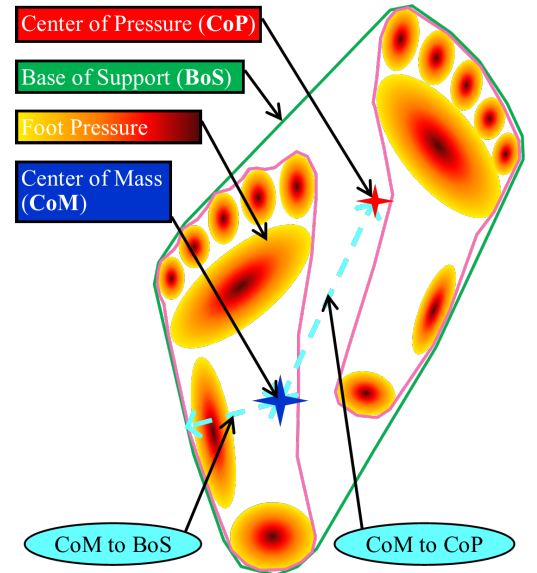 Center of Pressure (CoP)
Base of Support (BoS)
Foot Pressure
Center of Mass
(CoM)
CoM to BoS
CoM to CoP